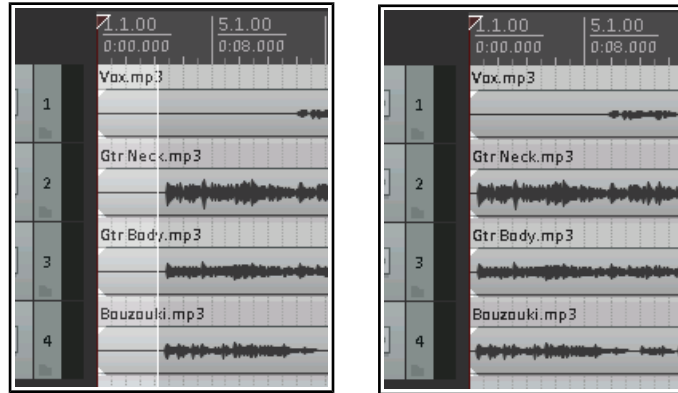 1.1.00 5.1.00
0:00.000 0:08.000
Vox.mp3
1
Gtr Neck.mp3
2
Gtr Body.mp3
3
Bouzouki.mp3
4
1.1.00 5.1.00
0:00.000 0:08.000
Vox.mp3
1
Gtr Neck.mp3
2
Gtr Body.mp3
3
Bouzouki.mp3
4